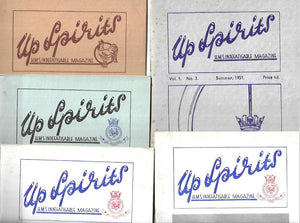 Up Spirits
H.M.S. INDEFATIGABLE MAGAZINE
Up Spirits
H.M.S. INDEFATIGABLE MAGAZINE
Vol. 1. No. 3. Summer, 1951. Price 6d.
Up Spirits
H.M.S. INDEFATIGABLE MAGAZINE
Up Spirits
H.M.S. INDEFATIGABLE MAGAZINE
Up Spirits
H.M.S. INDEFATIGABLE MAGAZINE